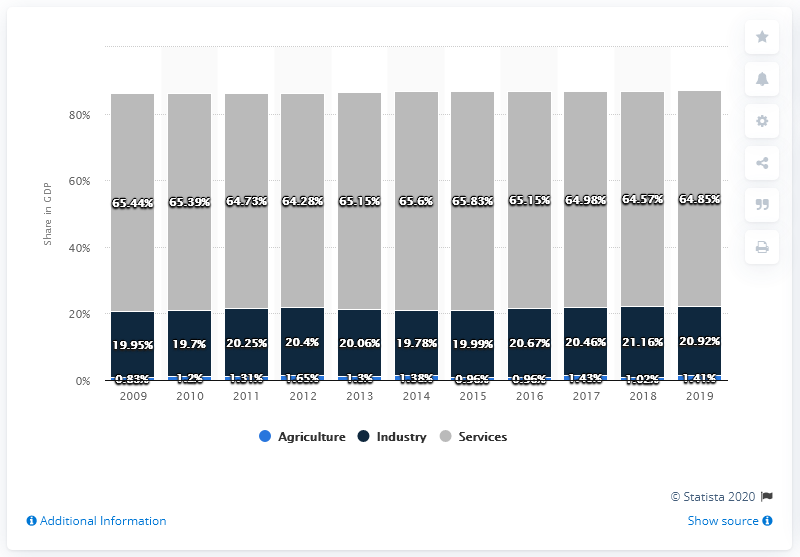 Share in GDP
80%
60%
40%
20%
0%
65.44% 65.39% 64.73% 64.28% 65.15% 65.6% 65.83% 65.15% 64.98% 64.57% 64.85%
19.95% 19.7% 20.25% 20.4% 20.06% 19.78% 19.99% 20.67% 20.46% 21.16% 20.92%
0.83% 1.2% 1.31% 1.65% 1.3% 1.38% 0.96% 0.96% 1.43% 1.02% 1.41%
2009 2010 2011 2012 2013 2014 2015 2016 2017 2018 2019
Agriculture Industry Services
© Statista 2020
Additional Information Show source